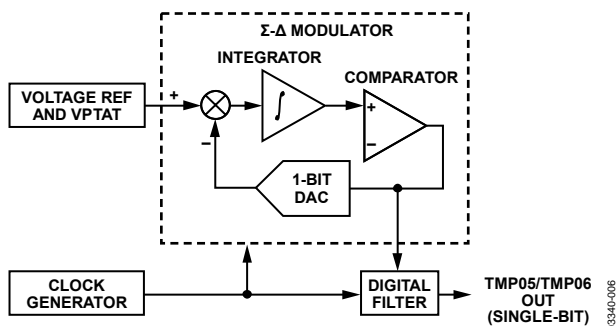 Σ-Δ MODULATOR
INTEGRATOR
COMPARATOR
VOLTAGE REF
AND VPTAT
+
−
∫
+
−
1-BIT
DAC
CLOCK
GENERATOR
DIGITAL
FILTER
TMP05/TMP06
OUT
(SINGLE-BIT)
3340-006